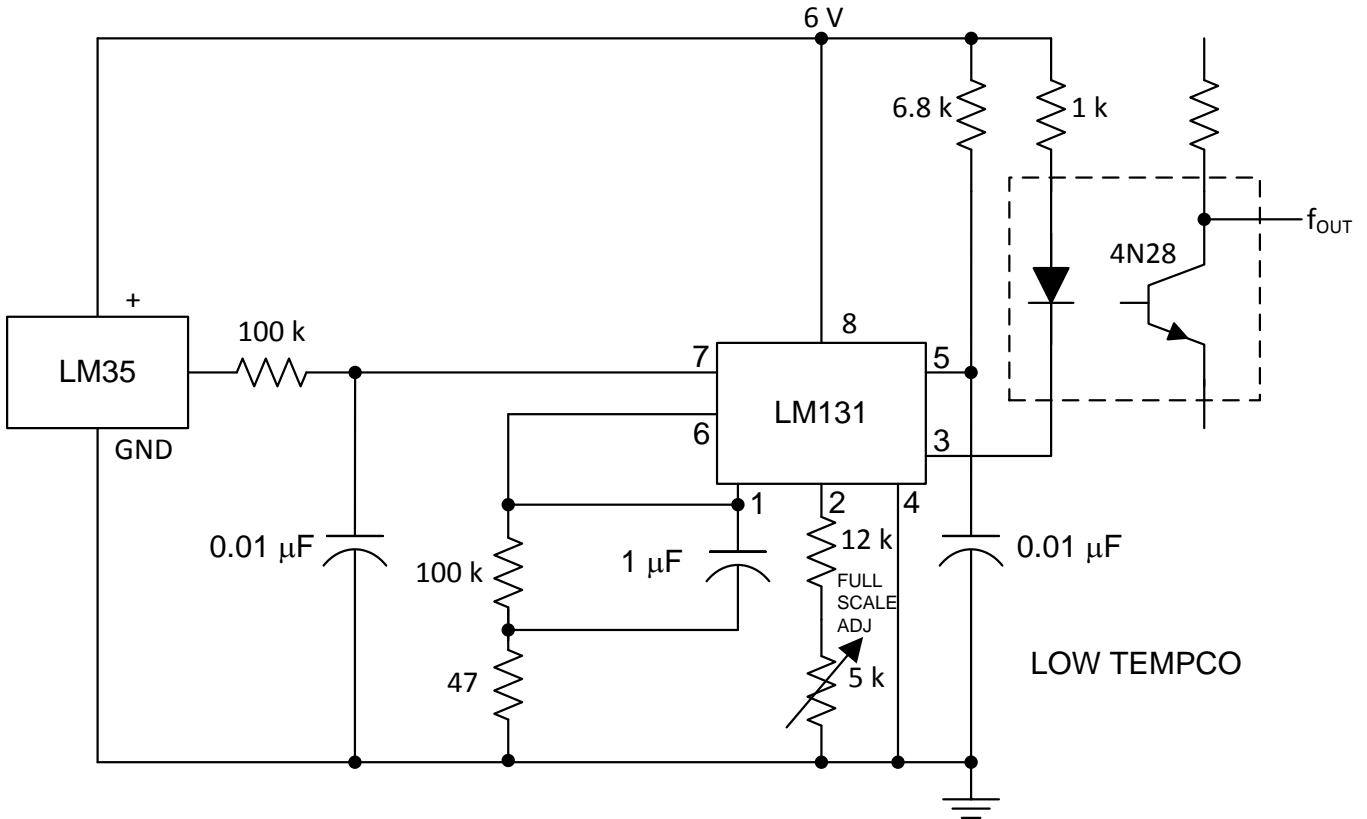 6 V
6.8 k
1 k
f_OUT
4N28
+
LM35
GND
100 k
7
8
5
LM131
6
3
1
2
4
0.01 μF
100 k
1 μF
12 k
FULL
SCALE
ADJ
5 k
0.01 μF
47
LOW TEMPCO